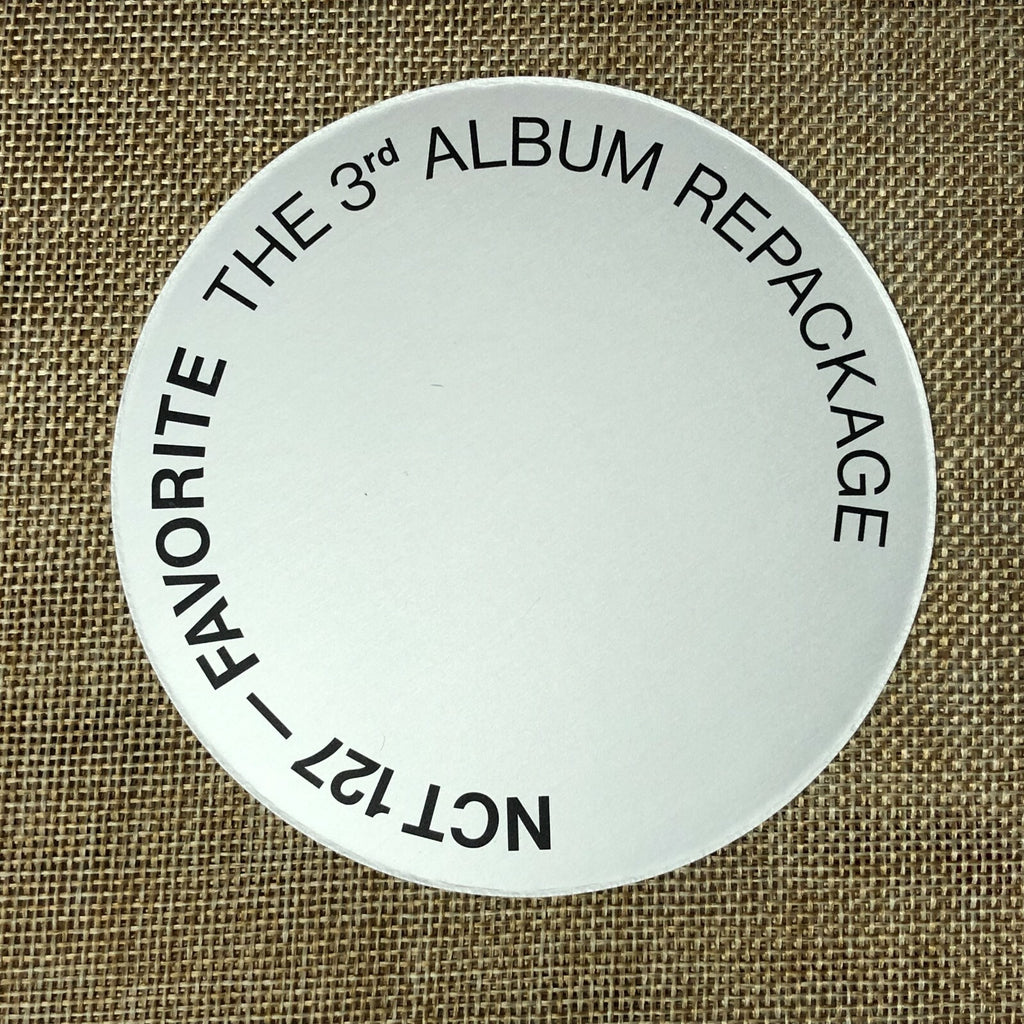 NCT 127 – FAVORITE THE 3rd ALBUM REPACKAGE